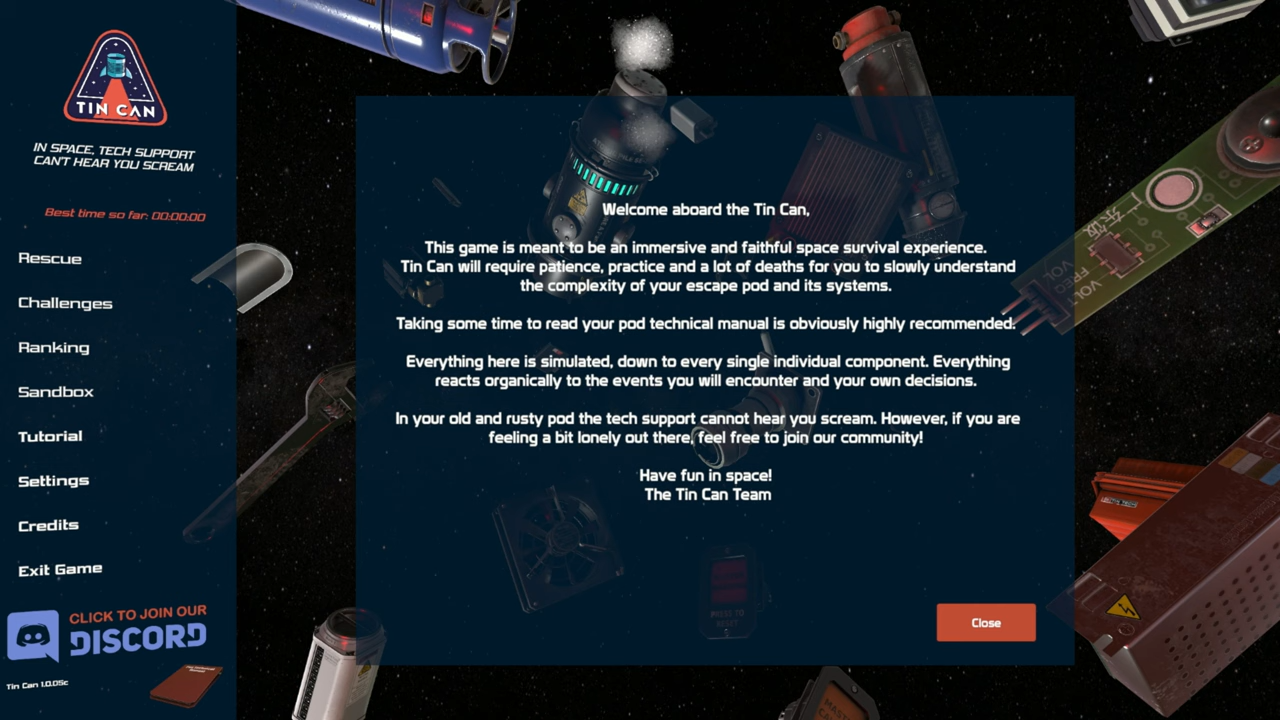 TIN CAN
IN SPACE, TECH SUPPORT
CAN'T HEAR YOU SCREAM
Best time so far: 00:00:00
Rescue
Challenges
Ranking
Sandbox
Tutorial
Settings
Credits
Exit Game
CLICK TO JOIN OUR
DISCORD
Tin Can 1.0.05c
Welcome aboard the Tin Can,
This game is meant to be an immersive and faithful space survival experience.
Tin Can will require patience, practice and a lot of deaths for you to slowly understand
the complexity of your escape pod and its systems.
Taking some time to read your pod technical manual is obviously highly recommended.
Everything here is simulated, down to every single individual component. Everything
reacts organically to the events you will encounter and your own decisions.
In your old and rusty pod the tech support cannot hear you scream. However, if you are
feeling a bit lonely out there, feel free to join our community!
Have fun in space!
The Tin Can Team
Close
PRESS TO
RESET
VOL
FREQ
VOLT